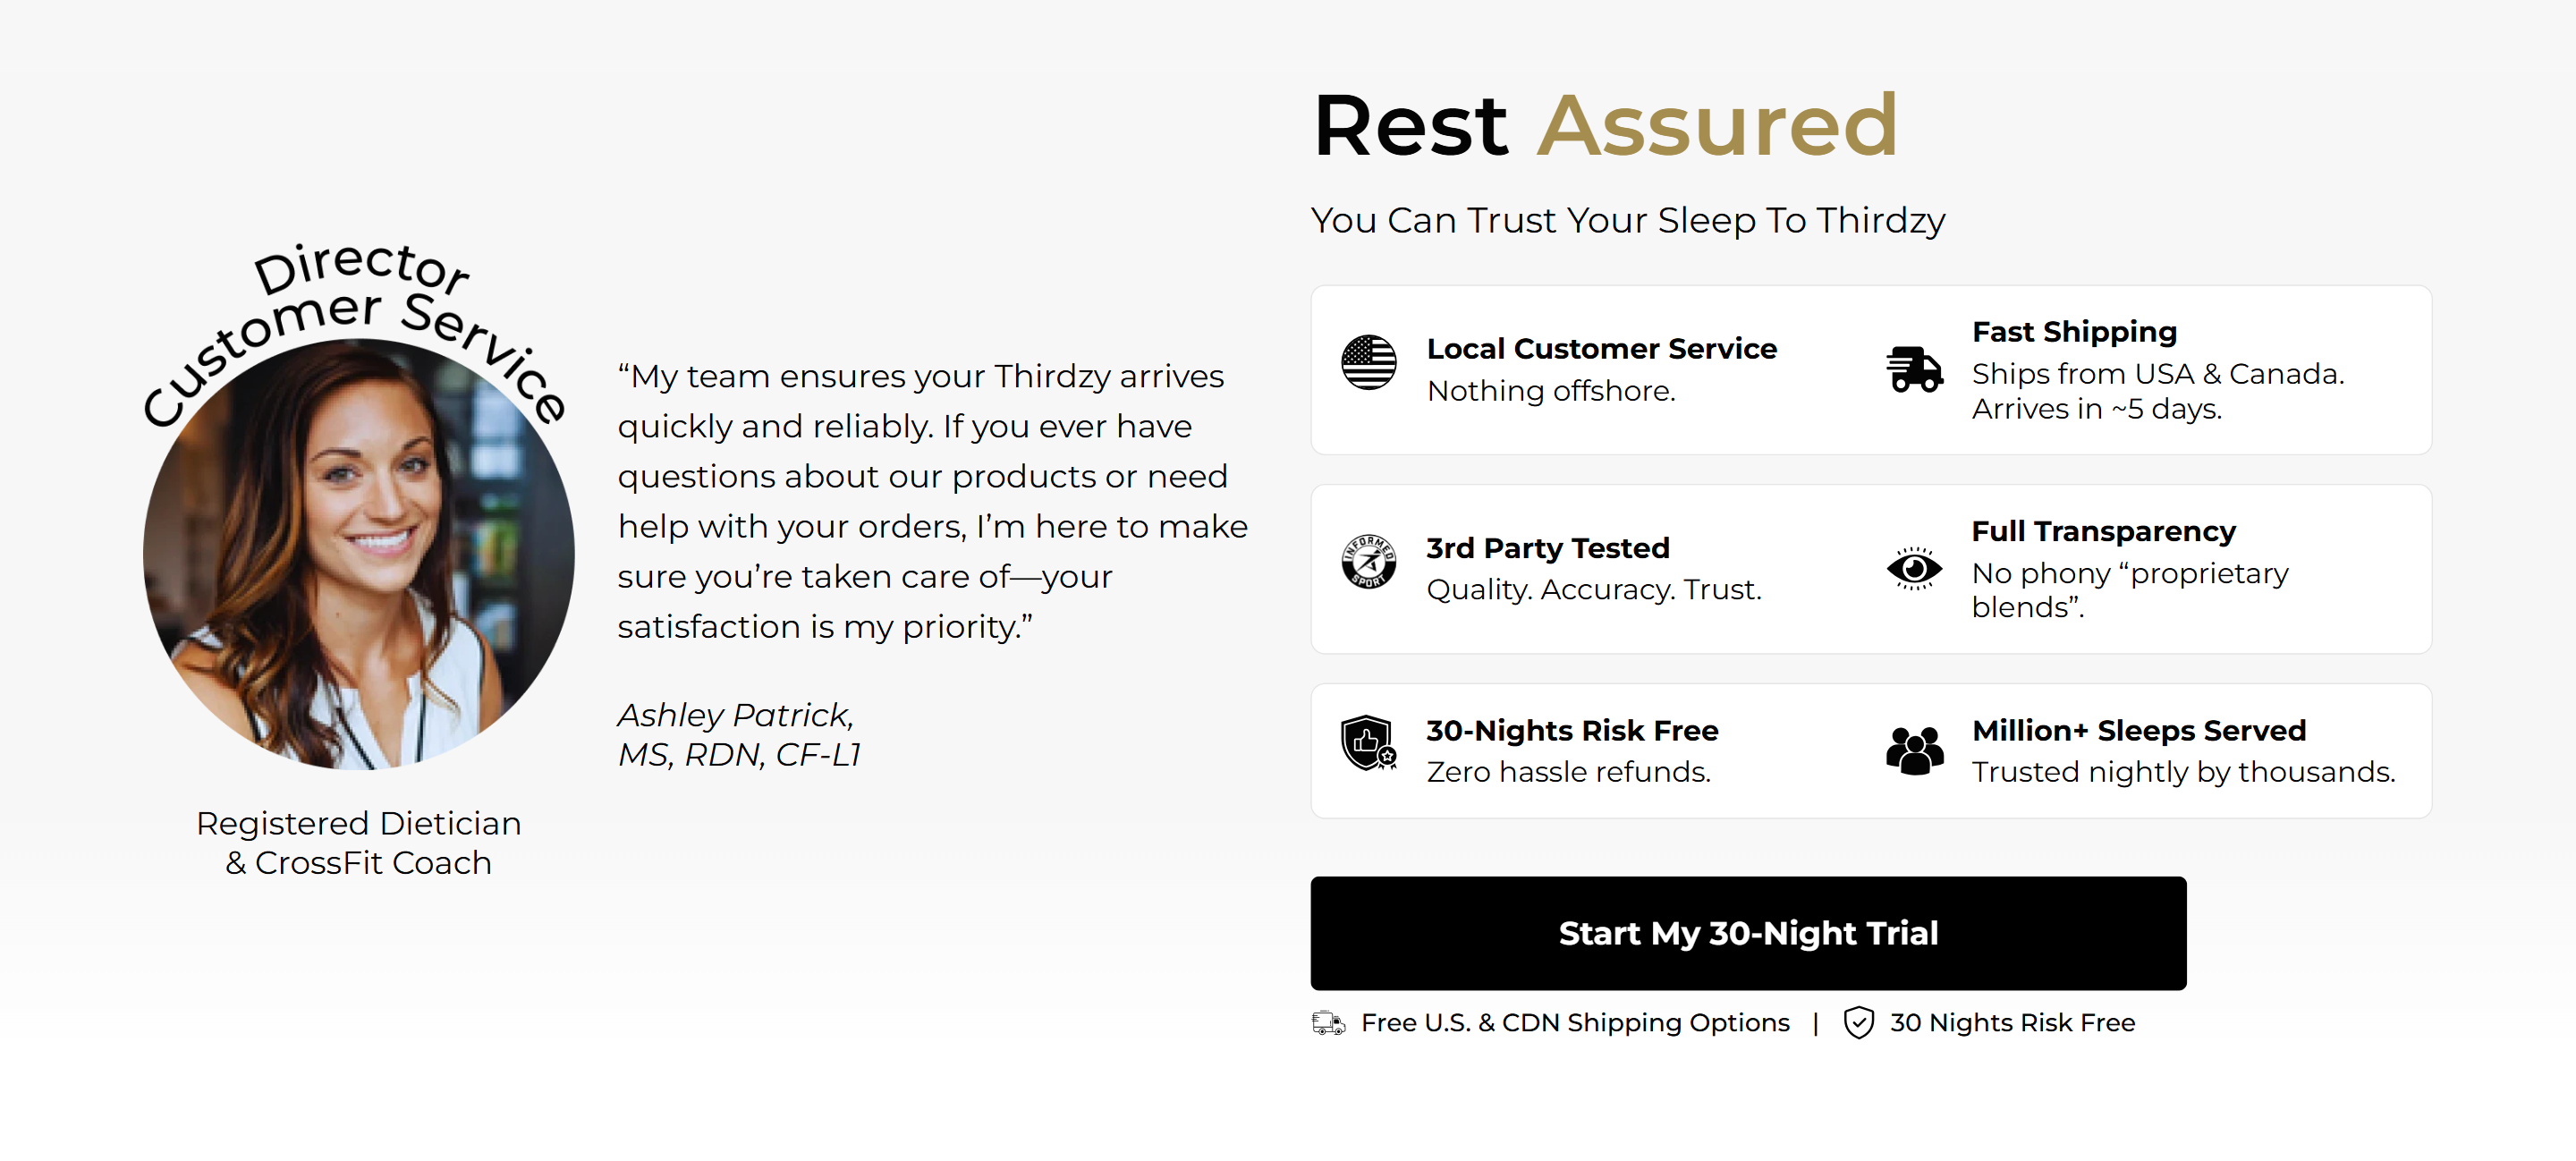 Director
Customer Service
Registered Dietician
& CrossFit Coach
“My team ensures your Thirdzy arrives
quickly and reliably. If you ever have
questions about our products or need
help with your orders, I’m here to make
sure you’re taken care of—your
satisfaction is my priority.”
Ashley Patrick,
MS, RDN, CF-L1
Rest Assured
You Can Trust Your Sleep To Thirdzy
Local Customer Service
Nothing offshore.
Fast Shipping
Ships from USA & Canada.
Arrives in ~5 days.
INFORMED
SPORT
3rd Party Tested
Quality. Accuracy. Trust.
Full Transparency
No phony “proprietary
blends”.
30-Nights Risk Free
Zero hassle refunds.
Million+ Sleeps Served
Trusted nightly by thousands.
Start My 30-Night Trial
Free U.S. & CDN Shipping Options | 30 Nights Risk Free